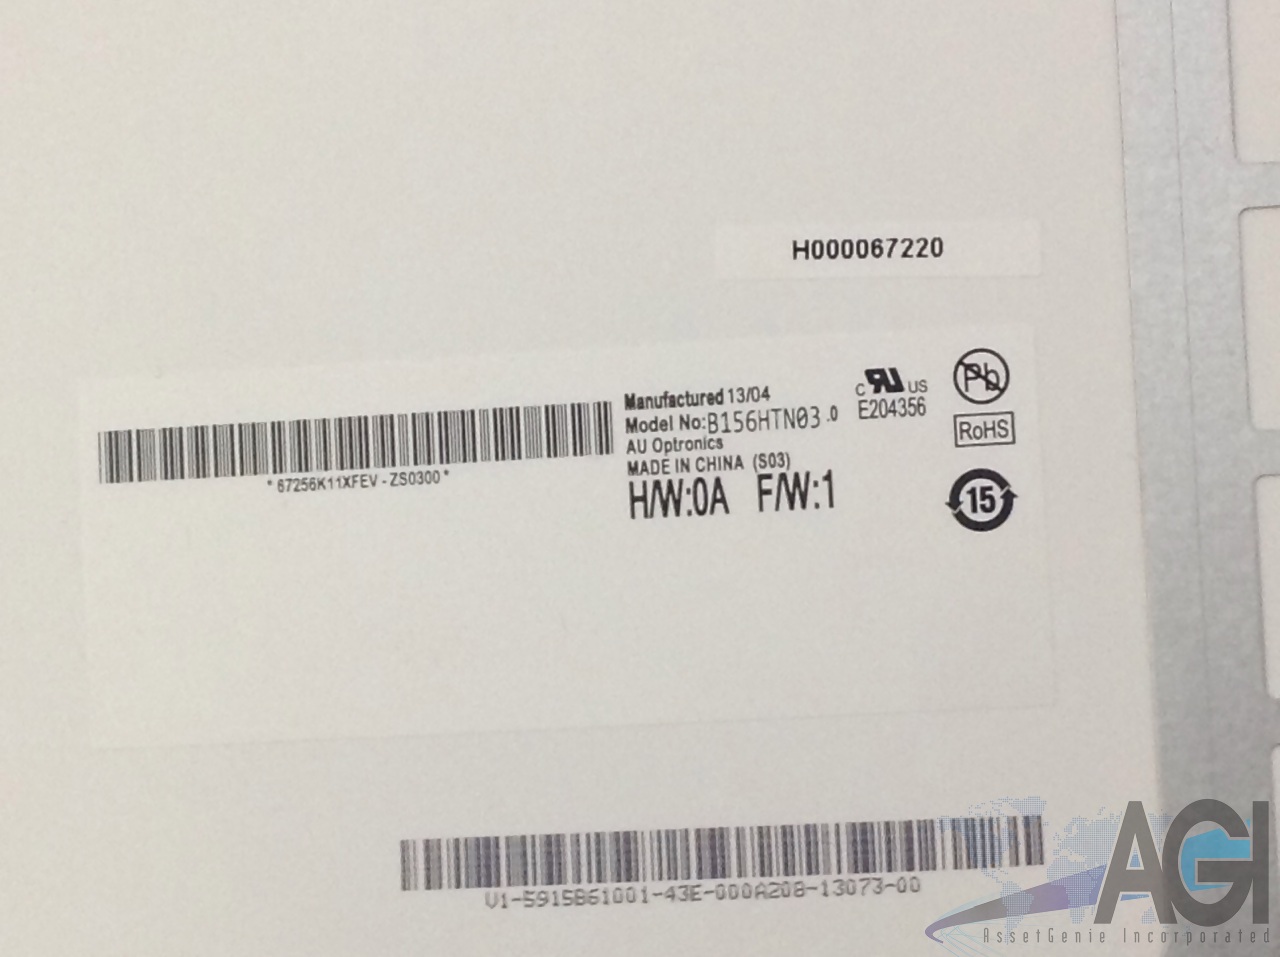 H000067220
Manufactured 13/04
Model No:B156HTN03.0
AU Optronics
MADE IN CHINA (S03)
H/W:0A F/W:1
c RU US
E204356
Pb
RoHS
15
*67256K11XFEV-ZS0300*
V1-5915B61001-43E-000A208-13073-00
AGI
AssetGenie Incorporated